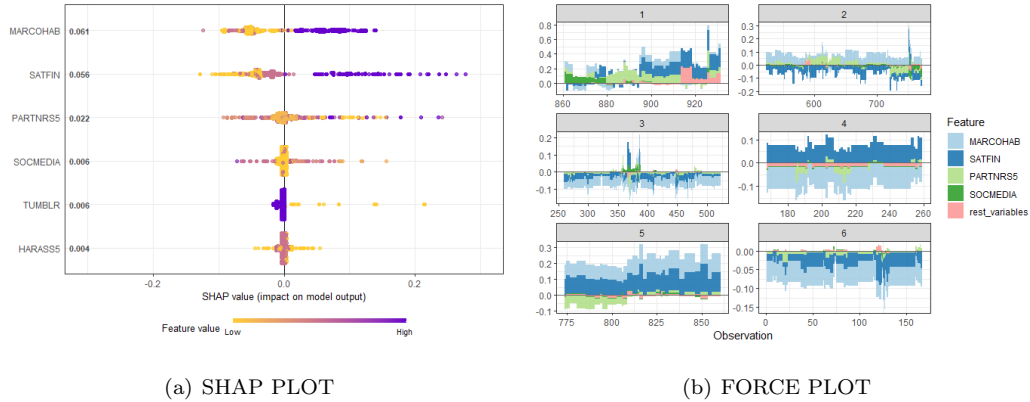 MARCOHAB 0.061
SATFIN 0.056
PARTNRS5 0.022
SOCMEDIA 0.006
TUMBLR 0.006
HARASS5 0.004
-0.2 0.0 0.2
SHAP value (impact on model output)
Feature value Low High
(a) SHAP PLOT
1 2
0.8
0.6
0.4
0.2
0.0
860 880 900 920
0.3
0.2
0.1
0.0
-0.1
-0.2
600 700
3 4
0.2
0.1
0.0
-0.1
250 300 350 400 450 500
0.1
0.0
-0.1
180 200 220 240 260
5 6
0.3
0.2
0.1
0.0
-0.1
775 800 825 850
0.00
-0.05
-0.10
-0.15
0 50 100 150
Observation
Feature
MARCOHAB
SATFIN
PARTNRS5
SOCMEDIA
rest_variables
(b) FORCE PLOT